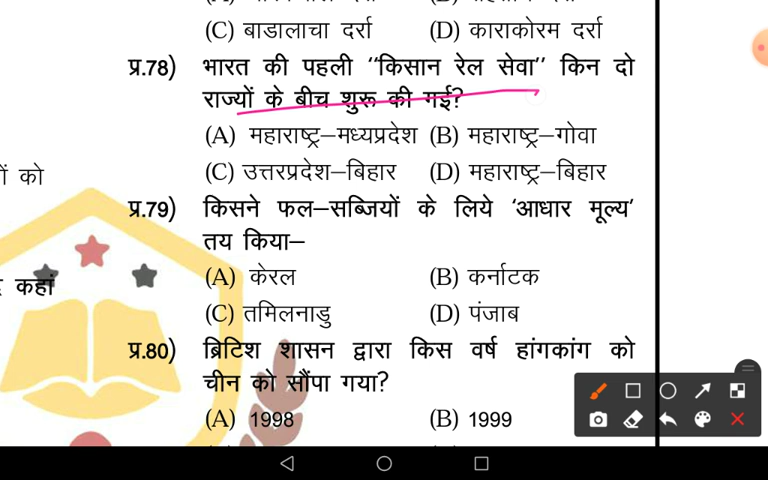 (C) बाडालाचा दर्रा (D) काराकोरम दर्रा
प्र.78) भारत की पहली ‘‘किसान रेल सेवा’’ किन दो
राज्यों के बीच शुरू की गई?
(A) महाराष्ट्र–मध्यप्रदेश (B) महाराष्ट्र–गोवा
(C) उत्तरप्रदेश–बिहार (D) महाराष्ट्र–बिहार
ों को
प्र.79) किसने फल–सब्जियों के लिये ‘आधार मूल्य’
तय किया–
(A) केरल (B) कर्नाटक
कहां
(C) तमिलनाडु (D) पंजाब
प्र.80) ब्रिटिश शासन द्वारा किस वर्ष हांगकांग को
चीन को सौंपा गया?
(A) 1998 (B) 1999